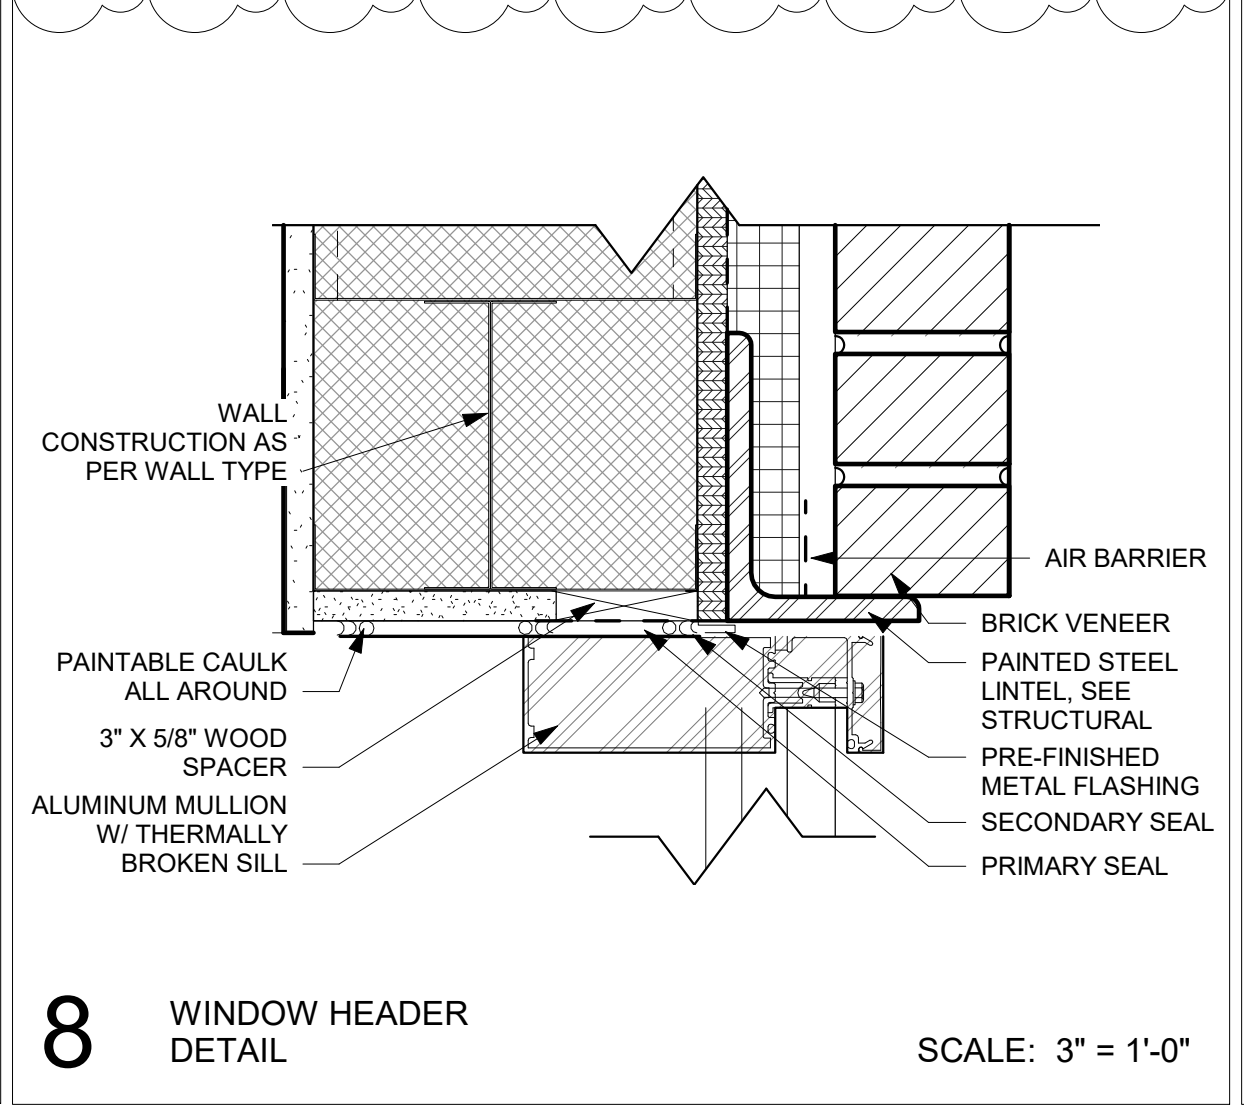 WALL
CONSTRUCTION AS
PER WALL TYPE
PAINTABLE CAULK
ALL AROUND
3" X 5/8" WOOD
SPACER
ALUMINUM MULLION
W/ THERMALLY
BROKEN SILL
AIR BARRIER
BRICK VENEER
PAINTED STEEL
LINTEL, SEE
STRUCTURAL
PRE-FINISHED
METAL FLASHING
SECONDARY SEAL
PRIMARY SEAL
8
WINDOW HEADER
DETAIL
SCALE: 3" = 1'-0"